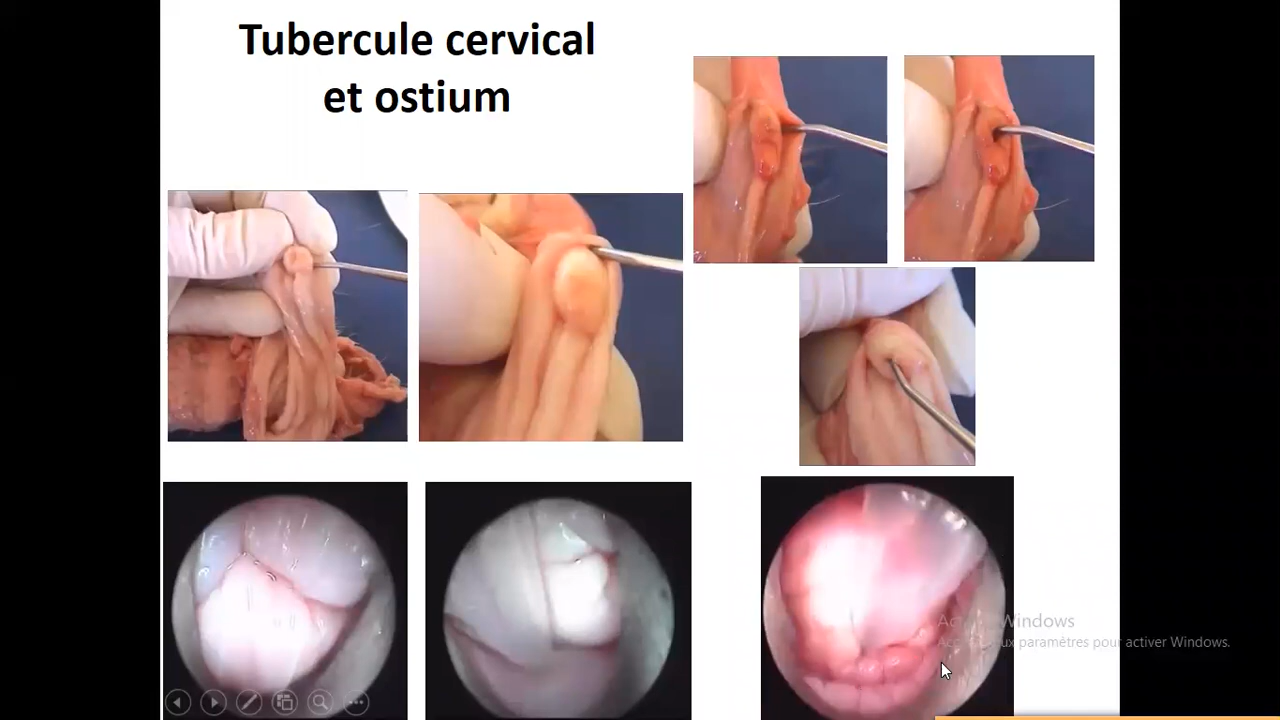 Tubercule cervical
et ostium
Activer Windows
Accédez aux paramètres pour activer Windows.